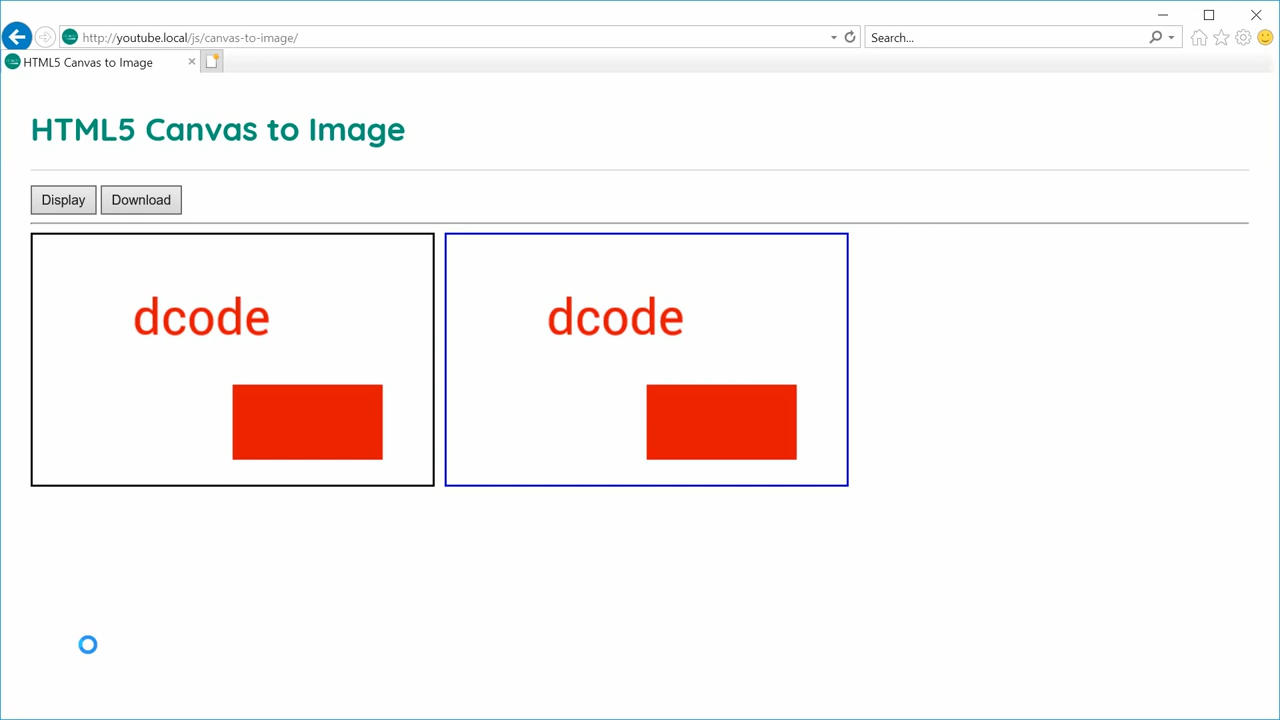 http://youtube.local/js/canvas-to-image/
Search...
HTML5 Canvas to Image
HTML5 Canvas to Image
Display Download
dcode dcode